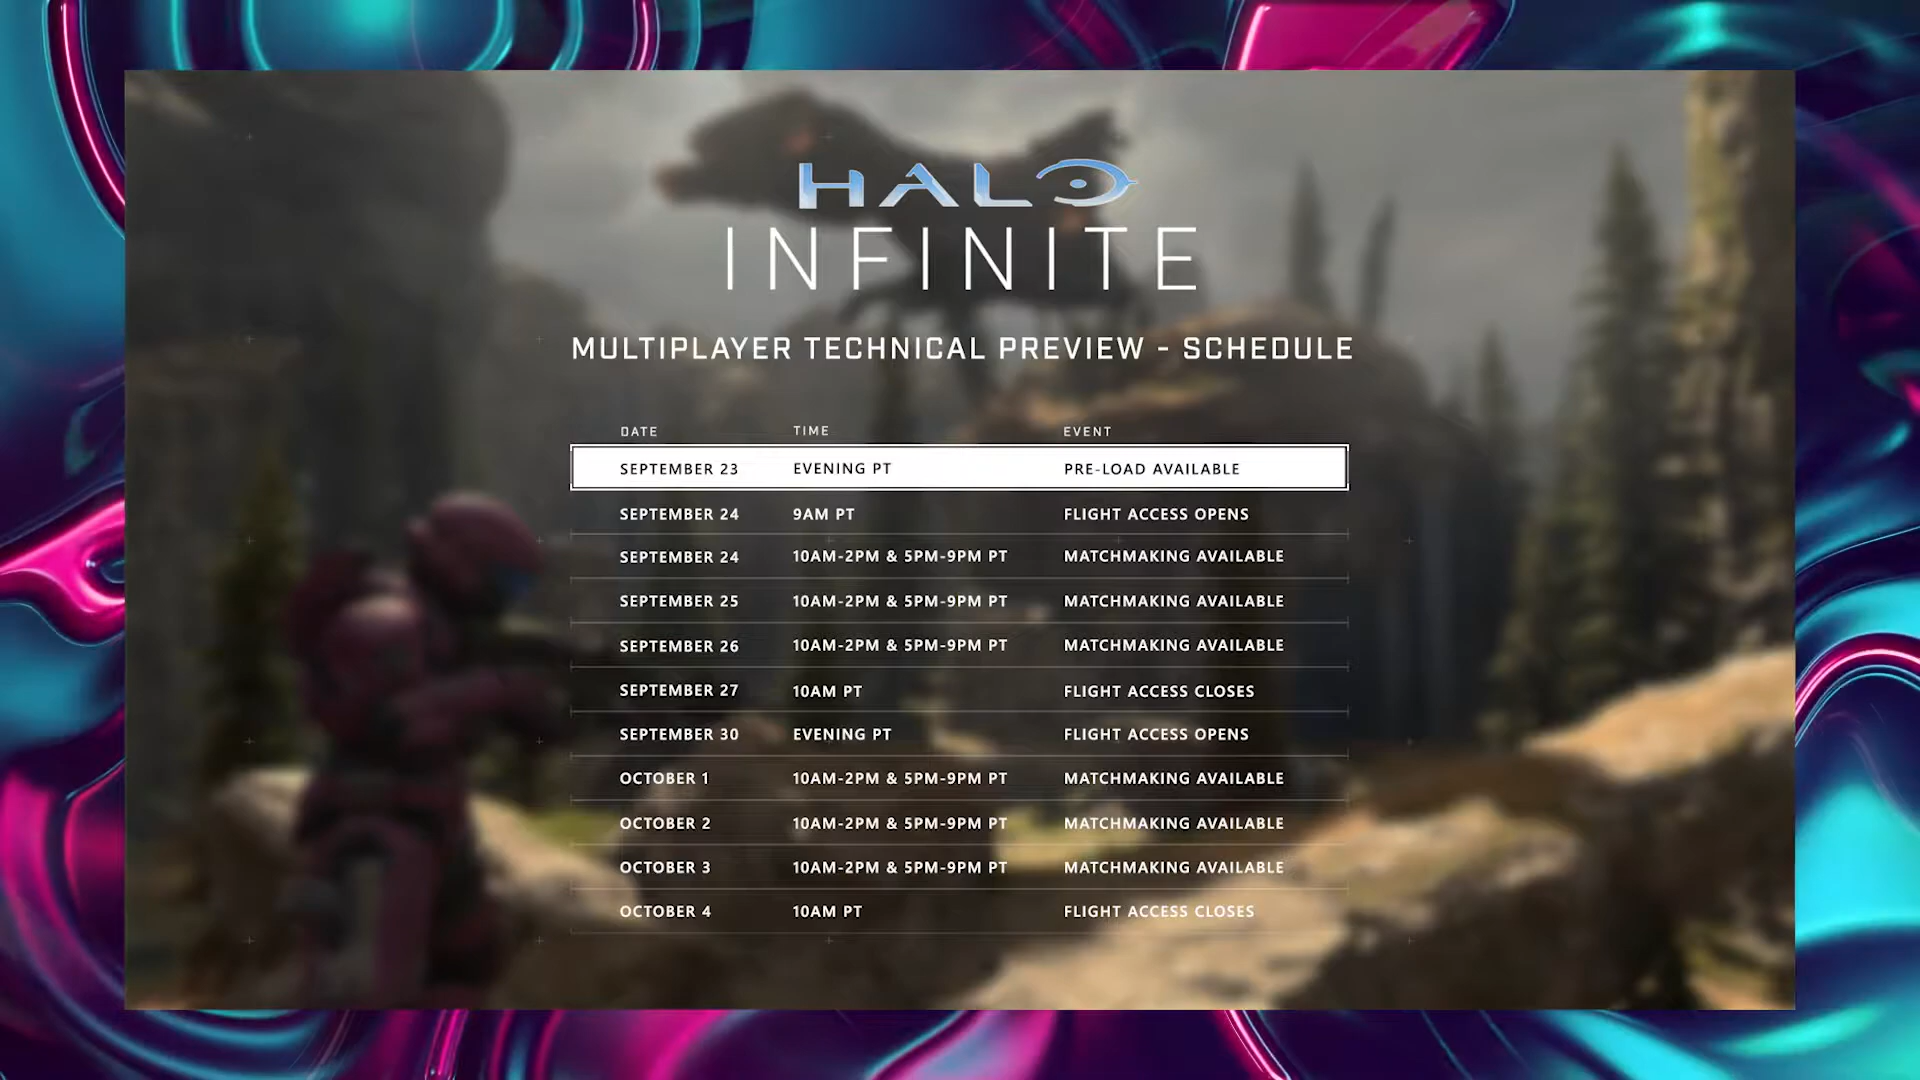 HALO
INFINITE
MULTIPLAYER TECHNICAL PREVIEW - SCHEDULE
DATE TIME EVENT
SEPTEMBER 23 EVENING PT PRE-LOAD AVAILABLE
SEPTEMBER 24 9AM PT FLIGHT ACCESS OPENS
SEPTEMBER 24 10AM-2PM & 5PM-9PM PT MATCHMAKING AVAILABLE
SEPTEMBER 25 10AM-2PM & 5PM-9PM PT MATCHMAKING AVAILABLE
SEPTEMBER 26 10AM-2PM & 5PM-9PM PT MATCHMAKING AVAILABLE
SEPTEMBER 27 10AM PT FLIGHT ACCESS CLOSES
SEPTEMBER 30 EVENING PT FLIGHT ACCESS OPENS
OCTOBER 1 10AM-2PM & 5PM-9PM PT MATCHMAKING AVAILABLE
OCTOBER 2 10AM-2PM & 5PM-9PM PT MATCHMAKING AVAILABLE
OCTOBER 3 10AM-2PM & 5PM-9PM PT MATCHMAKING AVAILABLE
OCTOBER 4 10AM PT FLIGHT ACCESS CLOSES